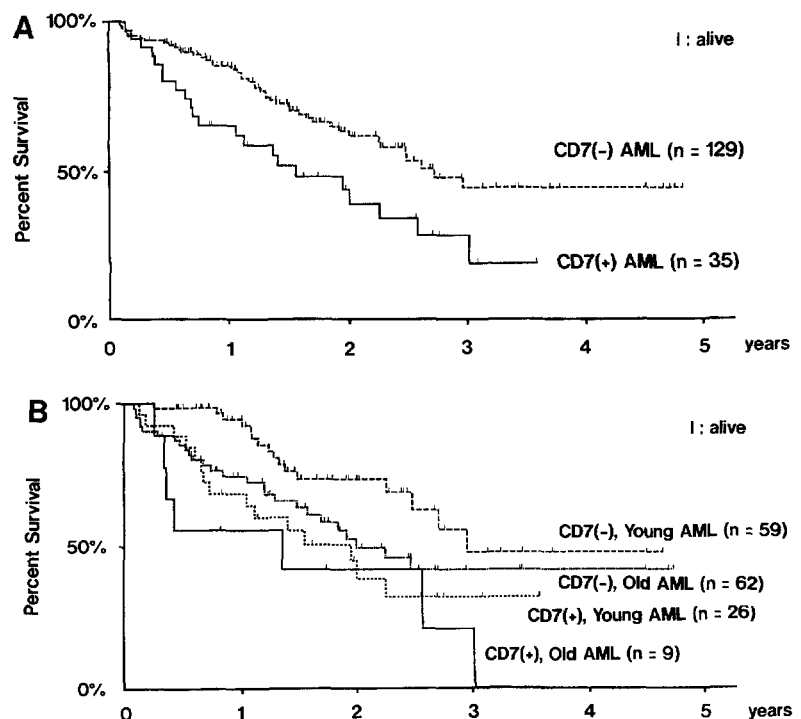 A
100%
I : alive
Percent Survival
CD7(-) AML (n = 129)
50%
CD7(+) AML (n = 35)
0%
0 1 2 3 4 5 years
B
100%
I : alive
Percent Survival
CD7(-), Young AML (n = 59)
50%
CD7(-), Old AML (n = 62)
CD7(+), Young AML (n = 26)
CD7(+), Old AML (n = 9)
0%
0 1 2 3 4 5 years